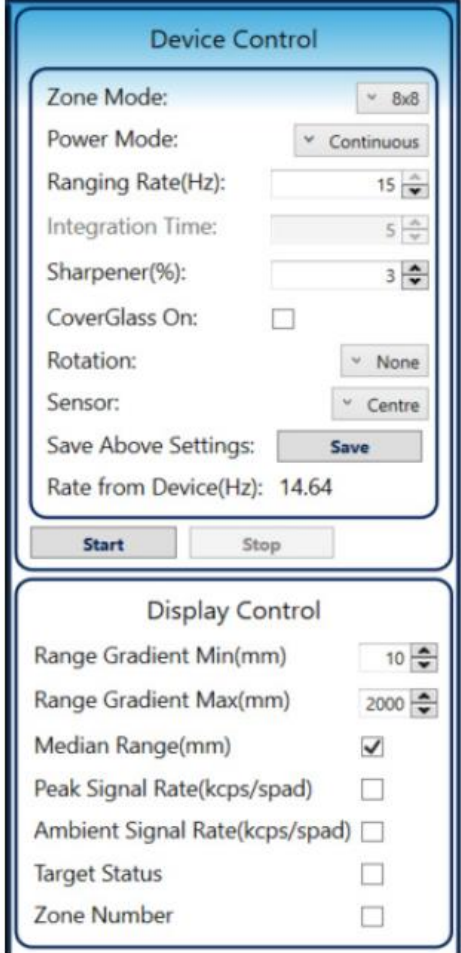 Device Control
Zone Mode: 8x8
Power Mode: Continuous
Ranging Rate(Hz): 15
Integration Time: 5
Sharpener(%): 3
CoverGlass On:
Rotation: None
Sensor: Centre
Save Above Settings: Save
Rate from Device(Hz): 14.64
Start Stop
Display Control
Range Gradient Min(mm) 10
Range Gradient Max(mm) 2000
Median Range(mm)
Peak Signal Rate(kcps/spad)
Ambient Signal Rate(kcps/spad)
Target Status
Zone Number